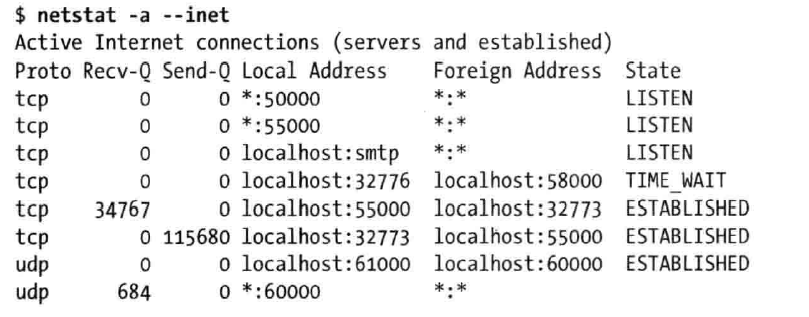 $ netstat -a --inet
Active Internet connections (servers and established)
Proto Recv-Q Send-Q Local Address    Foreign Address  State
tcp        0      0 *:50000          *:*              LISTEN
tcp        0      0 *:55000          *:*              LISTEN
tcp        0      0 localhost:smtp   *:*              LISTEN
tcp        0      0 localhost:32776  localhost:58000  TIME_WAIT
tcp    34767      0 localhost:55000  localhost:32773  ESTABLISHED
tcp        0 115680 localhost:32773  localhost:55000  ESTABLISHED
udp        0      0 localhost:61000  localhost:60000  ESTABLISHED
udp      684      0 *:60000          *:*